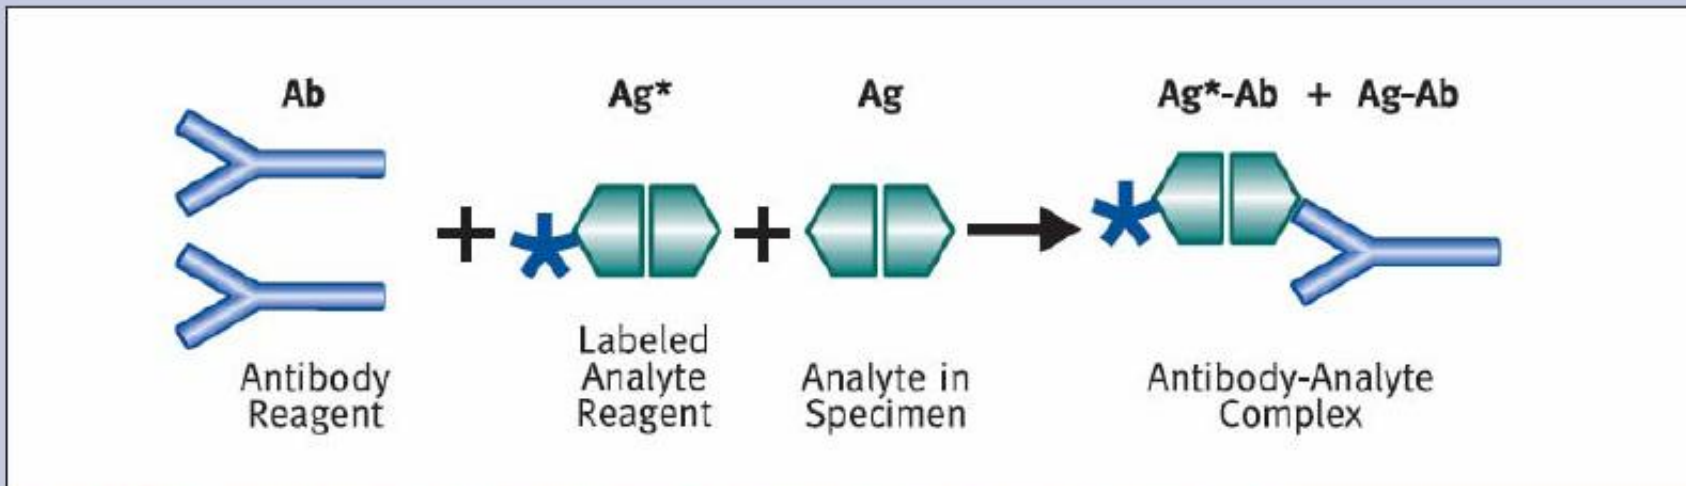 Ab
Ag*
Ag
Ag*-Ab + Ag-Ab
+
*
+
*
Antibody
Reagent
Labeled
Analyte
Reagent
Analyte in
Specimen
Antibody-Analyte
Complex